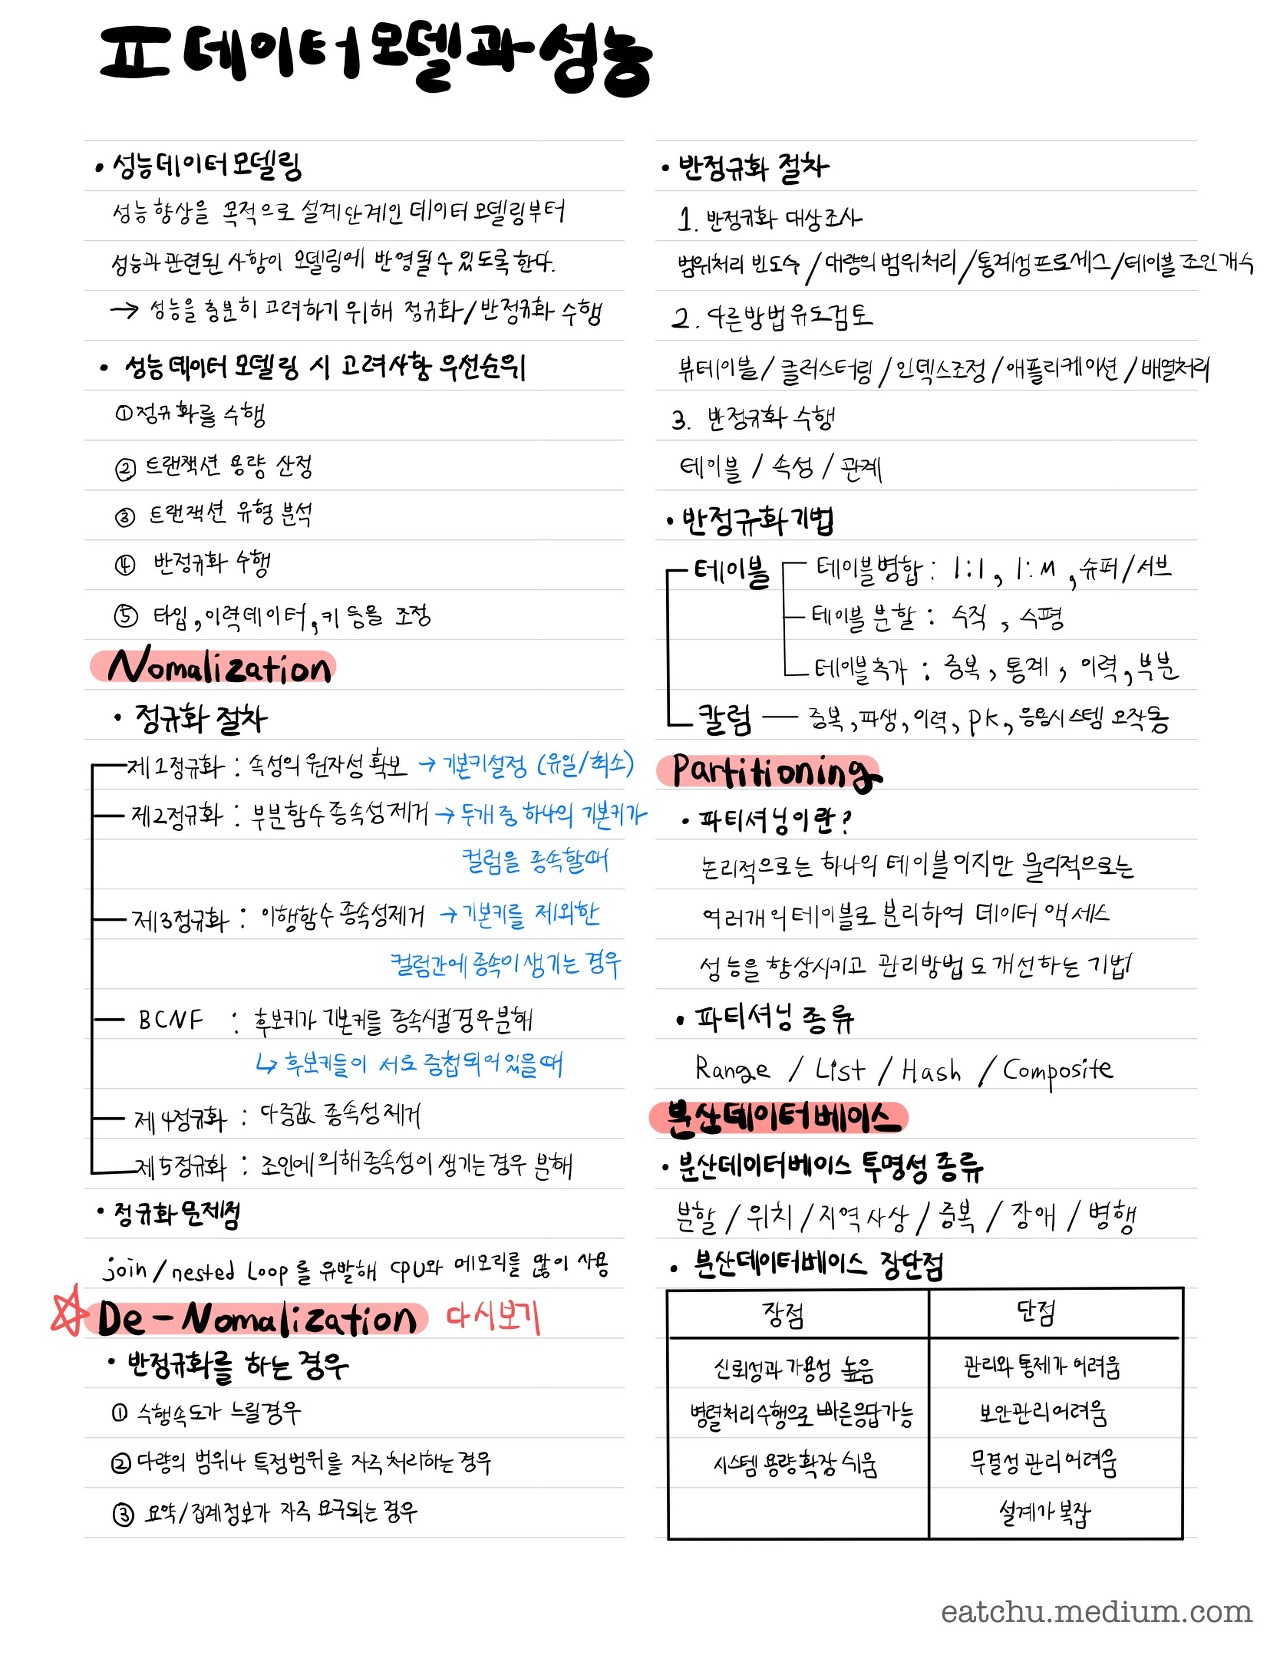 Ⅱ 데이터 모델과 성능
• 성능데이터모델링
성능 향상을 목적으로 설계단계인 데이터모델링부터
성능과 관련된 사항이 모델링에 반영될 수 있도록 한다.
→ 성능을 충분히 고려하기 위해 정규화/반정규화 수행
• 성능데이터 모델링 시 고려사항 우선순위
①정규화를 수행
② 트랜잭션 용량 산정
③ 트랜잭션 유형 분석
④ 반정규화 수행
⑤ 타입, 이력데이터, 키 등을 조정
Nomalization
• 정규화 절차
제1정규화 : 속성의 원자성 확보 → 기본키설정 (유일/최소)
제2정규화 : 부분함수 종속성제거 → 두개 중 하나의 기본키가
컬럼을 종속할때
제3정규화 : 이행함수 종속성제거 → 기본키를 제외한
컬럼간에 종속이 생기는 경우
BCNF : 후보키가 기본키를 종속시킬경우 분해
↳ 후보키들이 서로 중첩되어있을때
제4정규화 : 다중값 종속성제거
제5정규화 : 조인에의해종속성이 생기는경우 분해
• 정규화문제점
join/nested Loop를 유발해 CPU와 메모리를 많이 사용
☆ De-Nomalization 다시보기
• 반정규화를 하는 경우
① 수행속도가 느릴경우
② 다량의 범위나 특정범위를 자주 처리하는 경우
③ 요약/집계정보가 자주 요구되는 경우
• 반정규화 절차
1. 반정규화 대상조사
범위처리 빈도수/대량의 범위처리/통계성프로세스/테이블 조인개수
2. 다른방법유도검토
뷰테이블/클러스터링/인덱스조정/애플리케이션/배열처리
3. 반정규화 수행
테이블 / 속성 / 관계
• 반정규화기법
테이블 테이블병합 : 1:1, 1:M, 슈퍼/서브
테이블 분할 : 수직, 수평
테이블추가 : 중복, 통계, 이력, 부분
칼럼 — 중복, 파생, 이력, PK, 응용시스템 오작동
Partitioning
• 파티셔닝이란?
논리적으로는 하나의 테이블이지만 물리적으로는
여러개의테이블로 분리하여 데이터 액세스
성능을 향상시키고 관리방법도개선하는 기법
• 파티셔닝 종류
Range / List / Hash / Composite
분산데이터베이스
• 분산데이터베이스 투명성 종류
분할 / 위치 / 지역사상 / 중복 / 장애 / 병행
• 분산데이터베이스 장단점
장점 단점
신뢰성과 가용성 높음 관리와 통제가 어려움
병렬처리수행으로 빠른응답가능 보안관리어려움
시스템 용량확장 쉬움 무결성 관리어려움
설계가 복잡
eatchu.medium.com